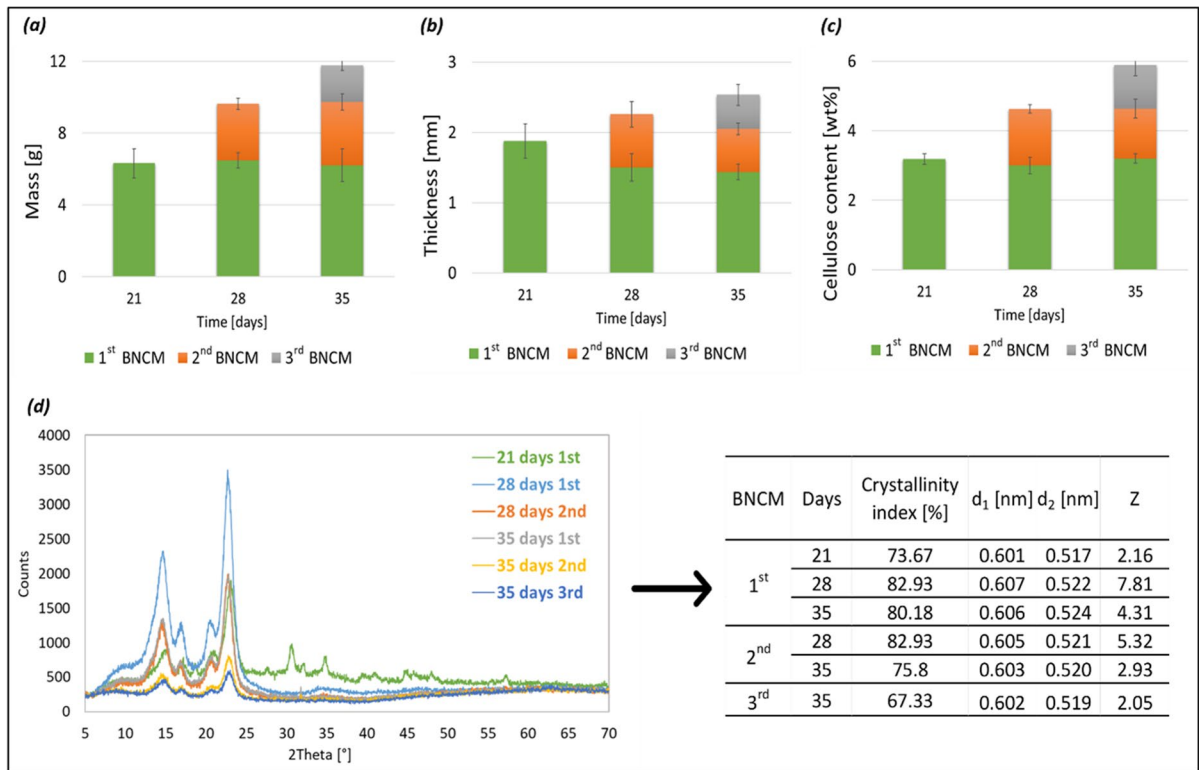 (a)
12
8
4
0
Mass [g]
21 28 35
Time [days]
1st BNCM 2nd BNCM 3rd BNCM
(b)
3
2
1
0
Thickness [mm]
21 28 35
Time [days]
1st BNCM 2nd BNCM 3rd BNCM
(c)
6
4
2
0
Cellulose content [wt%]
21 28 35
Time [days]
1st BNCM 2nd BNCM 3rd BNCM
(d)
4000
3500
3000
2500
2000
1500
1000
500
0
Counts
5 10 15 20 25 30 35 40 45 50 55 60 65 70
2Theta [°]
21 days 1st
28 days 1st
28 days 2nd
35 days 1st
35 days 2nd
35 days 3rd
BNCM Days Crystallinity index [%] d1 [nm] d2 [nm] Z
1st 21 73.67 0.601 0.517 2.16
28 82.93 0.607 0.522 7.81
35 80.18 0.606 0.524 4.31
2nd 28 82.93 0.605 0.521 5.32
35 75.8 0.603 0.520 2.93
3rd 35 67.33 0.602 0.519 2.05